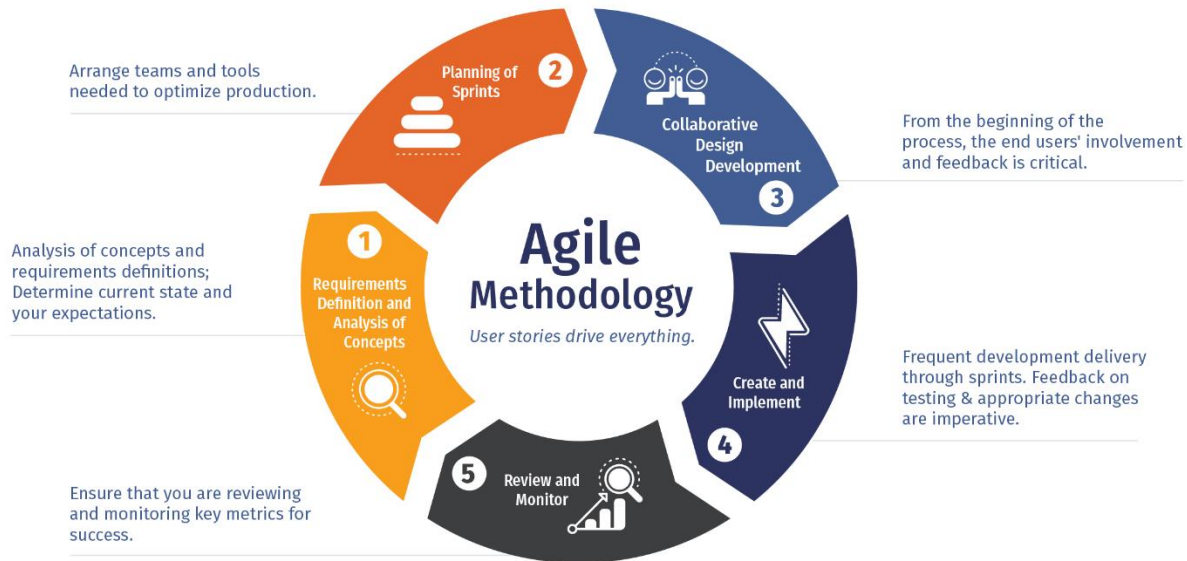 Agile
Methodology
User stories drive everything.
1
Requirements
Definition and
Analysis of
Concepts
Analysis of concepts and
requirements definitions;
Determine current state and
your expectations.
2
Planning of
Sprints
Arrange teams and tools
needed to optimize production.
3
Collaborative
Design
Development
From the beginning of the
process, the end users' involvement
and feedback is critical.
4
Create and
Implement
Frequent development delivery
through sprints. Feedback on
testing & appropriate changes
are imperative.
5
Review and
Monitor
Ensure that you are reviewing
and monitoring key metrics for
success.